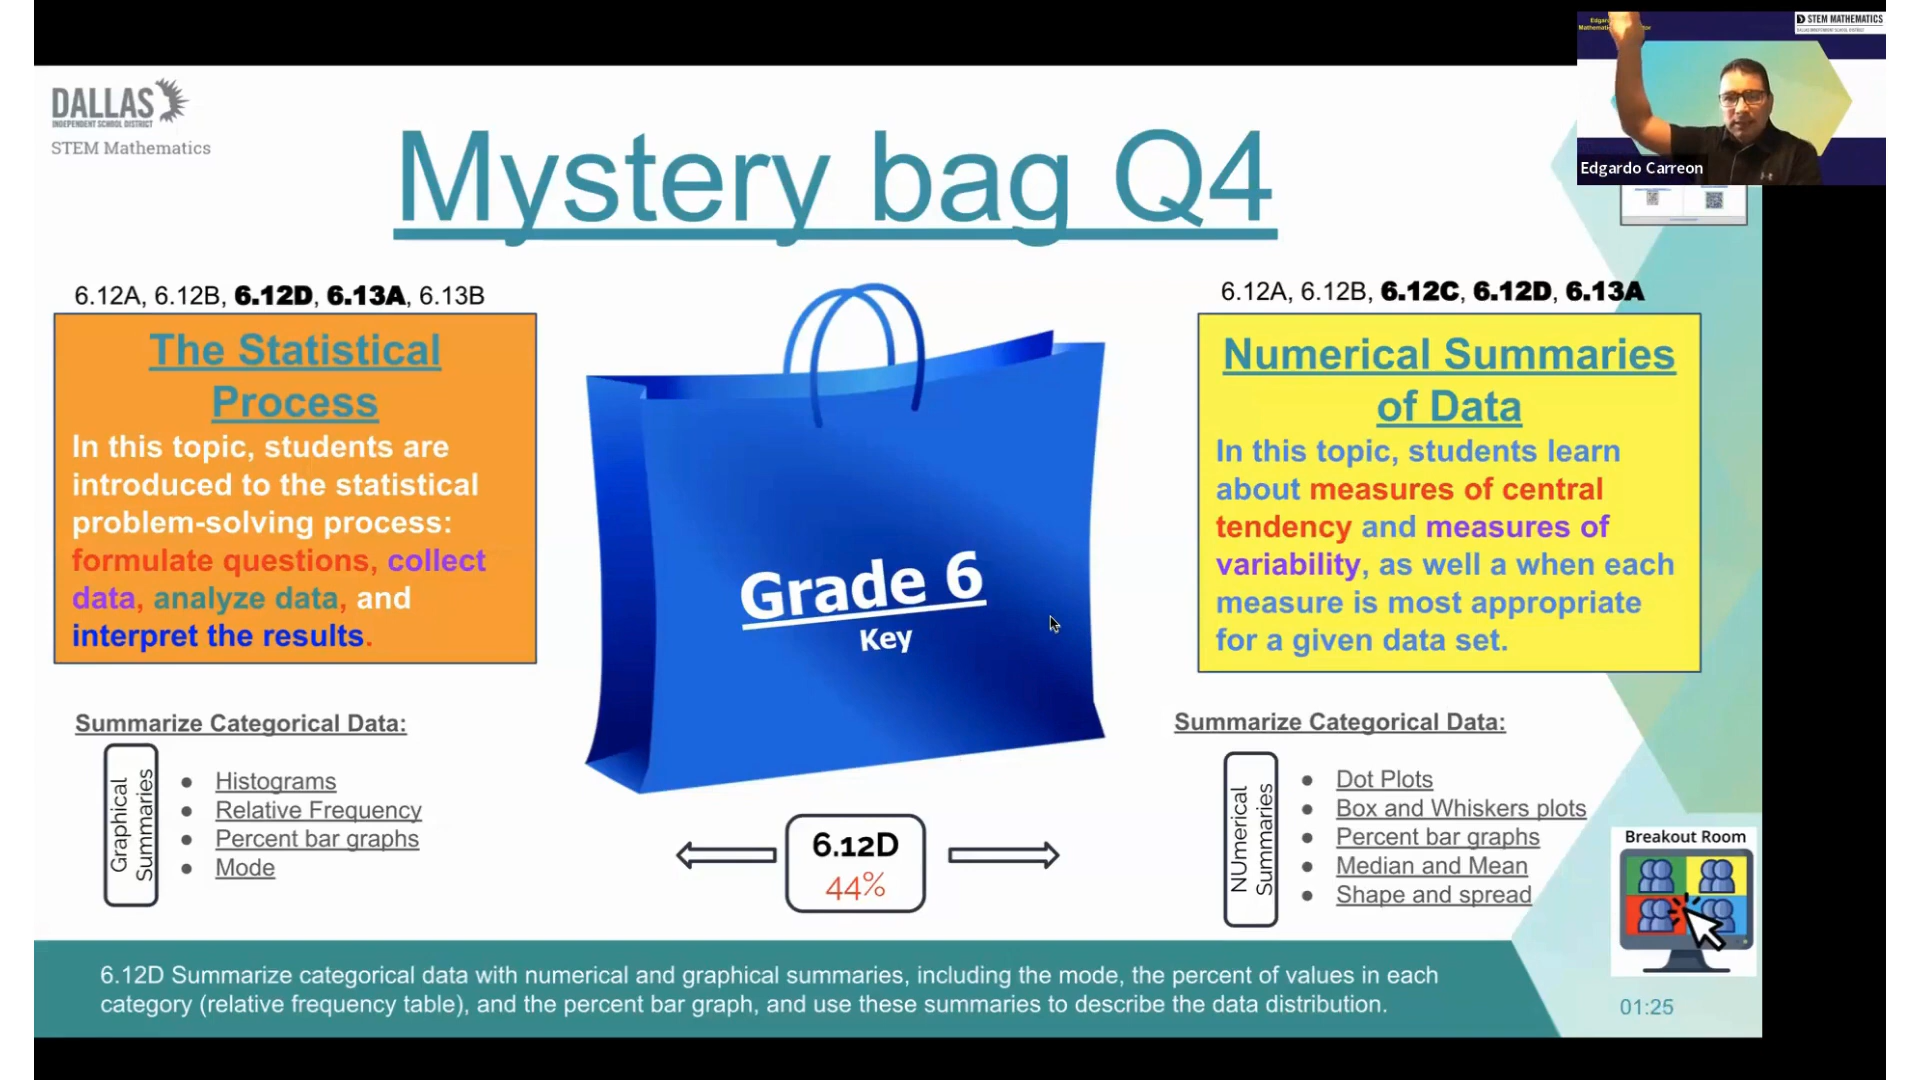 DALLAS
INDEPENDENT SCHOOL DISTRICT
STEM Mathematics
Mystery bag Q4
STEM MATHEMATICS
Edgardo Carreon
6.12A, 6.12B, 6.12D, 6.13A, 6.13B
The Statistical
Process
In this topic, students are
introduced to the statistical
problem-solving process:
formulate questions, collect
data, analyze data, and
interpret the results.
Grade 6
Key
6.12A, 6.12B, 6.12C, 6.12D, 6.13A
Numerical Summaries
of Data
In this topic, students learn
about measures of central
tendency and measures of
variability, as well a when each
measure is most appropriate
for a given data set.
Summarize Categorical Data:
Graphical
Summaries
● Histograms
● Relative Frequency
● Percent bar graphs
● Mode
6.12D
44%
Summarize Categorical Data:
NUmerical
Summaries
● Dot Plots
● Box and Whiskers plots
● Percent bar graphs
● Median and Mean
● Shape and spread
Breakout Room
6.12D Summarize categorical data with numerical and graphical summaries, including the mode, the percent of values in each
category (relative frequency table), and the percent bar graph, and use these summaries to describe the data distribution.
01:25